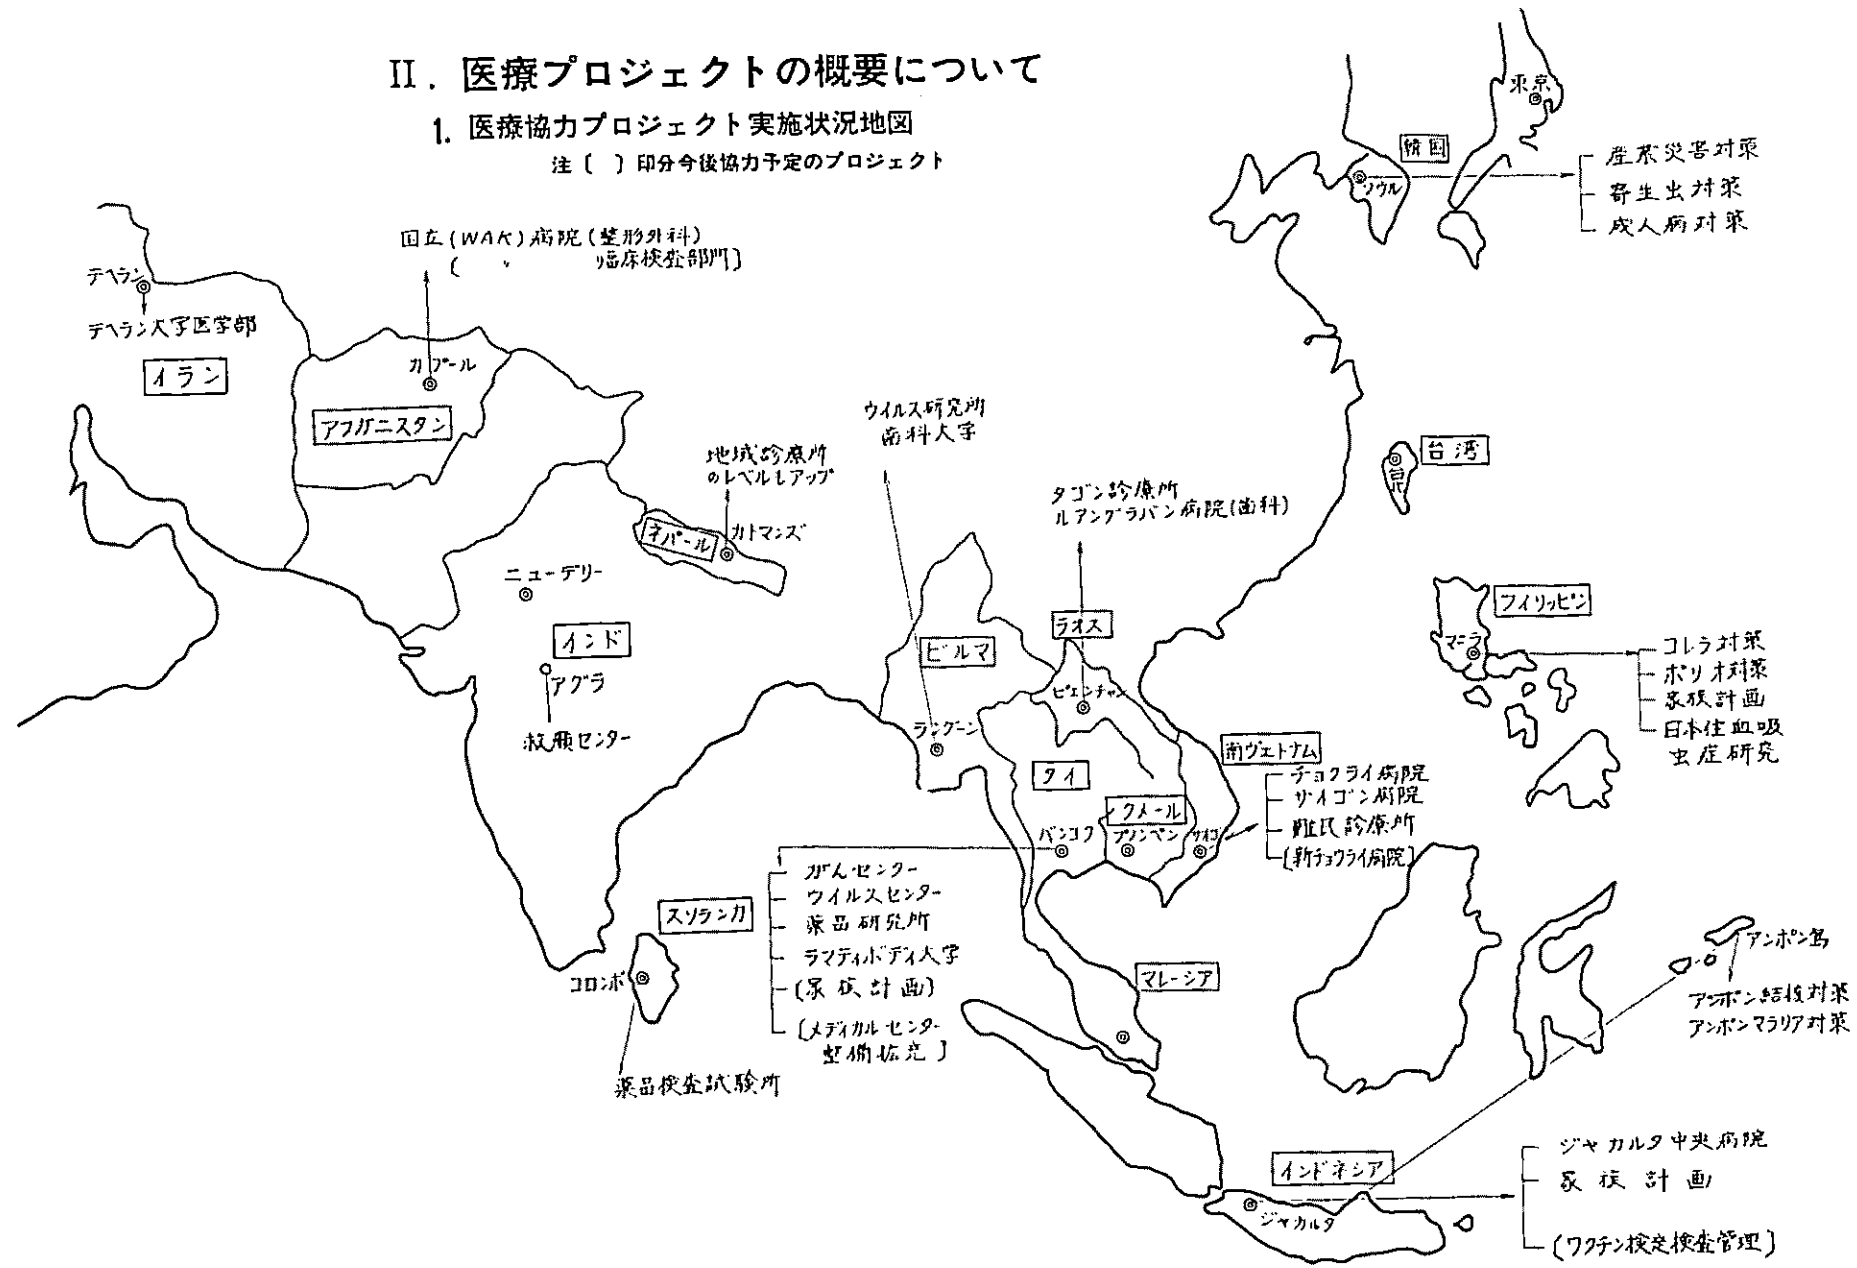 II. 医療プロジェクトの概要について
1. 医療協力プロジェクト実施状況地図
注〔 〕印分今後協力予定のプロジェクト
東京
韓国
ソウル
産業災害対策
寄生虫対策
成人病対策
国立(WAK)病院(整形外科)
〔 〃 臨床検査部門〕
テヘラン
テヘラン大学医学部
イラン
カブール
アフガニスタン
ウイルス研究所
歯科大学
地域診療所
のレベルアップ
ネパール
カトマンズ
台湾
台北
タゴン診療所
ルアングラバン病院(歯科)
ニューデリー
インド
アグラ
救癩センター
ビルマ
ラングーン
ラオス
ビエンチャン
フィリッピン
マニラ
コレラ対策
ポリオ対策
家族計画
日本住血吸
虫症研究
タイ
バンコク
クメール
プノンペン
南ヴェトナム
サイゴン
チョウライ病院
サイゴン病院
難民診療所
〔新チョウライ病院〕
がんセンター
ウイルスセンター
薬品研究所
ラマティボディ大学
〔家族計画〕
〔メディカルセンター
整備拡充〕
スリランカ
コロンボ
薬品検査試験所
マレーシア
アンボン島
アンボン結核対策
アンボンマラリア対策
インドネシア
ジャカルタ
ジャカルタ中央病院
家族計画
〔ワクチン検定検査管理〕